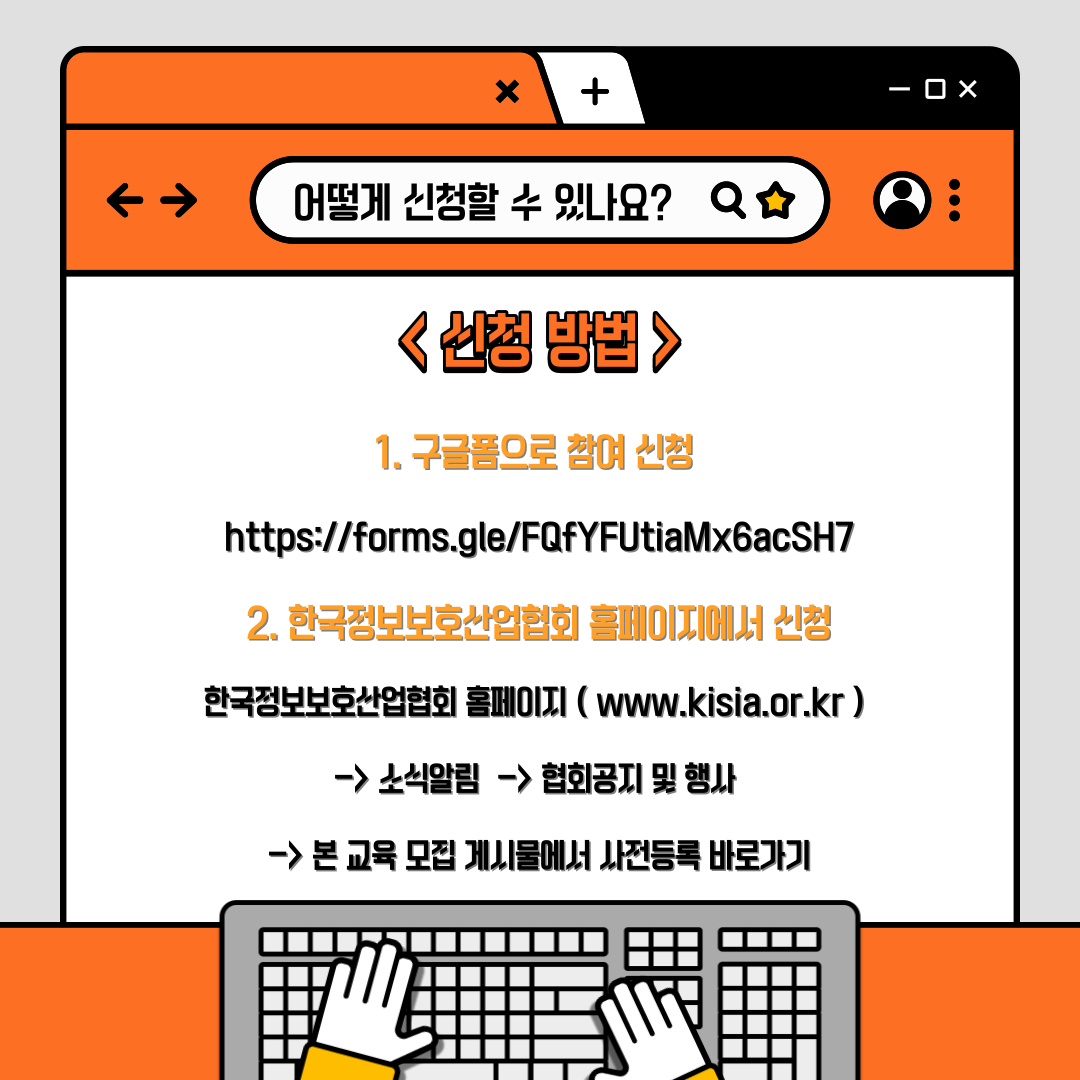 어떻게 신청할 수 있나요?
< 신청 방법 >
1. 구글폼으로 참여 신청
https://forms.gle/FQfYFUtiaMx6acSH7
2. 한국정보보호산업협회 홈페이지에서 신청
한국정보보호산업협회 홈페이지 ( www.kisia.or.kr )
-> 소식알림 -> 협회공지 및 행사
-> 본 교육 모집 게시물에서 사전등록 바로가기